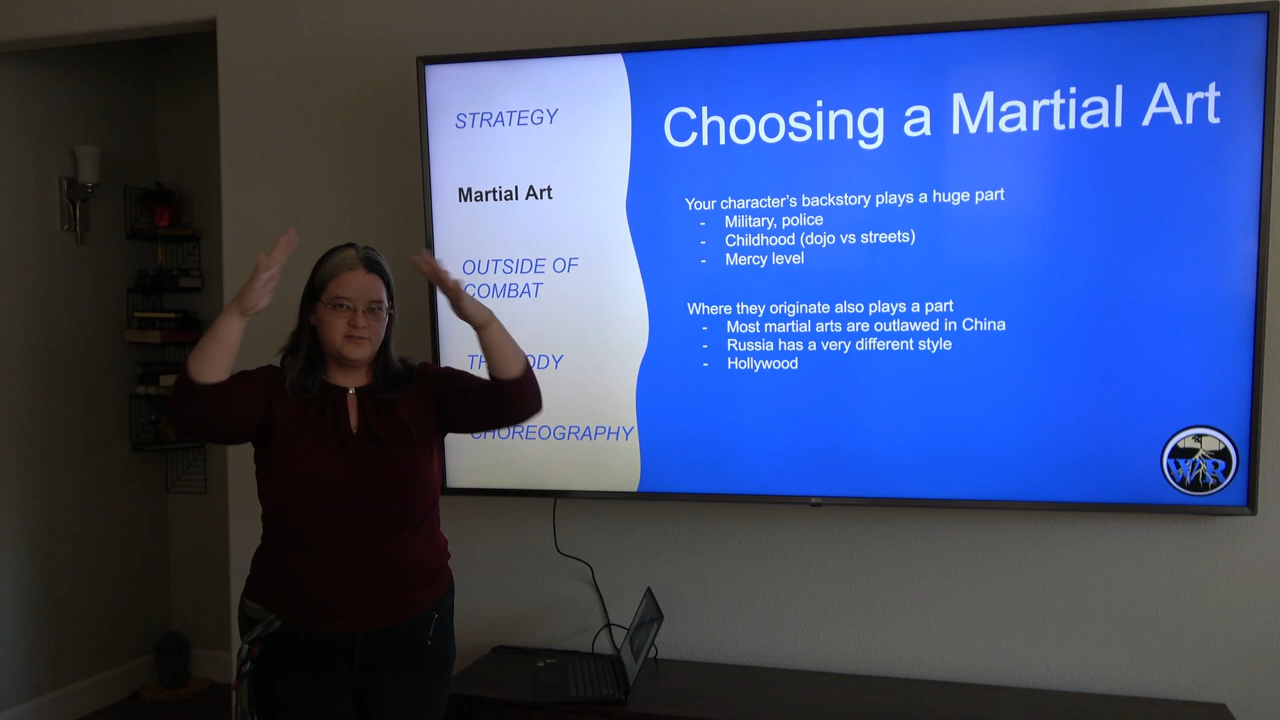 STRATEGY
Martial Art
OUTSIDE OF
COMBAT
CHOREOGRAPHY
Choosing a Martial Art
Your character's backstory plays a huge part
- Military, police
- Childhood (dojo vs streets)
- Mercy level
Where they originate also plays a part
- Most martial arts are outlawed in China
- Russia has a very different style
- Hollywood
WR